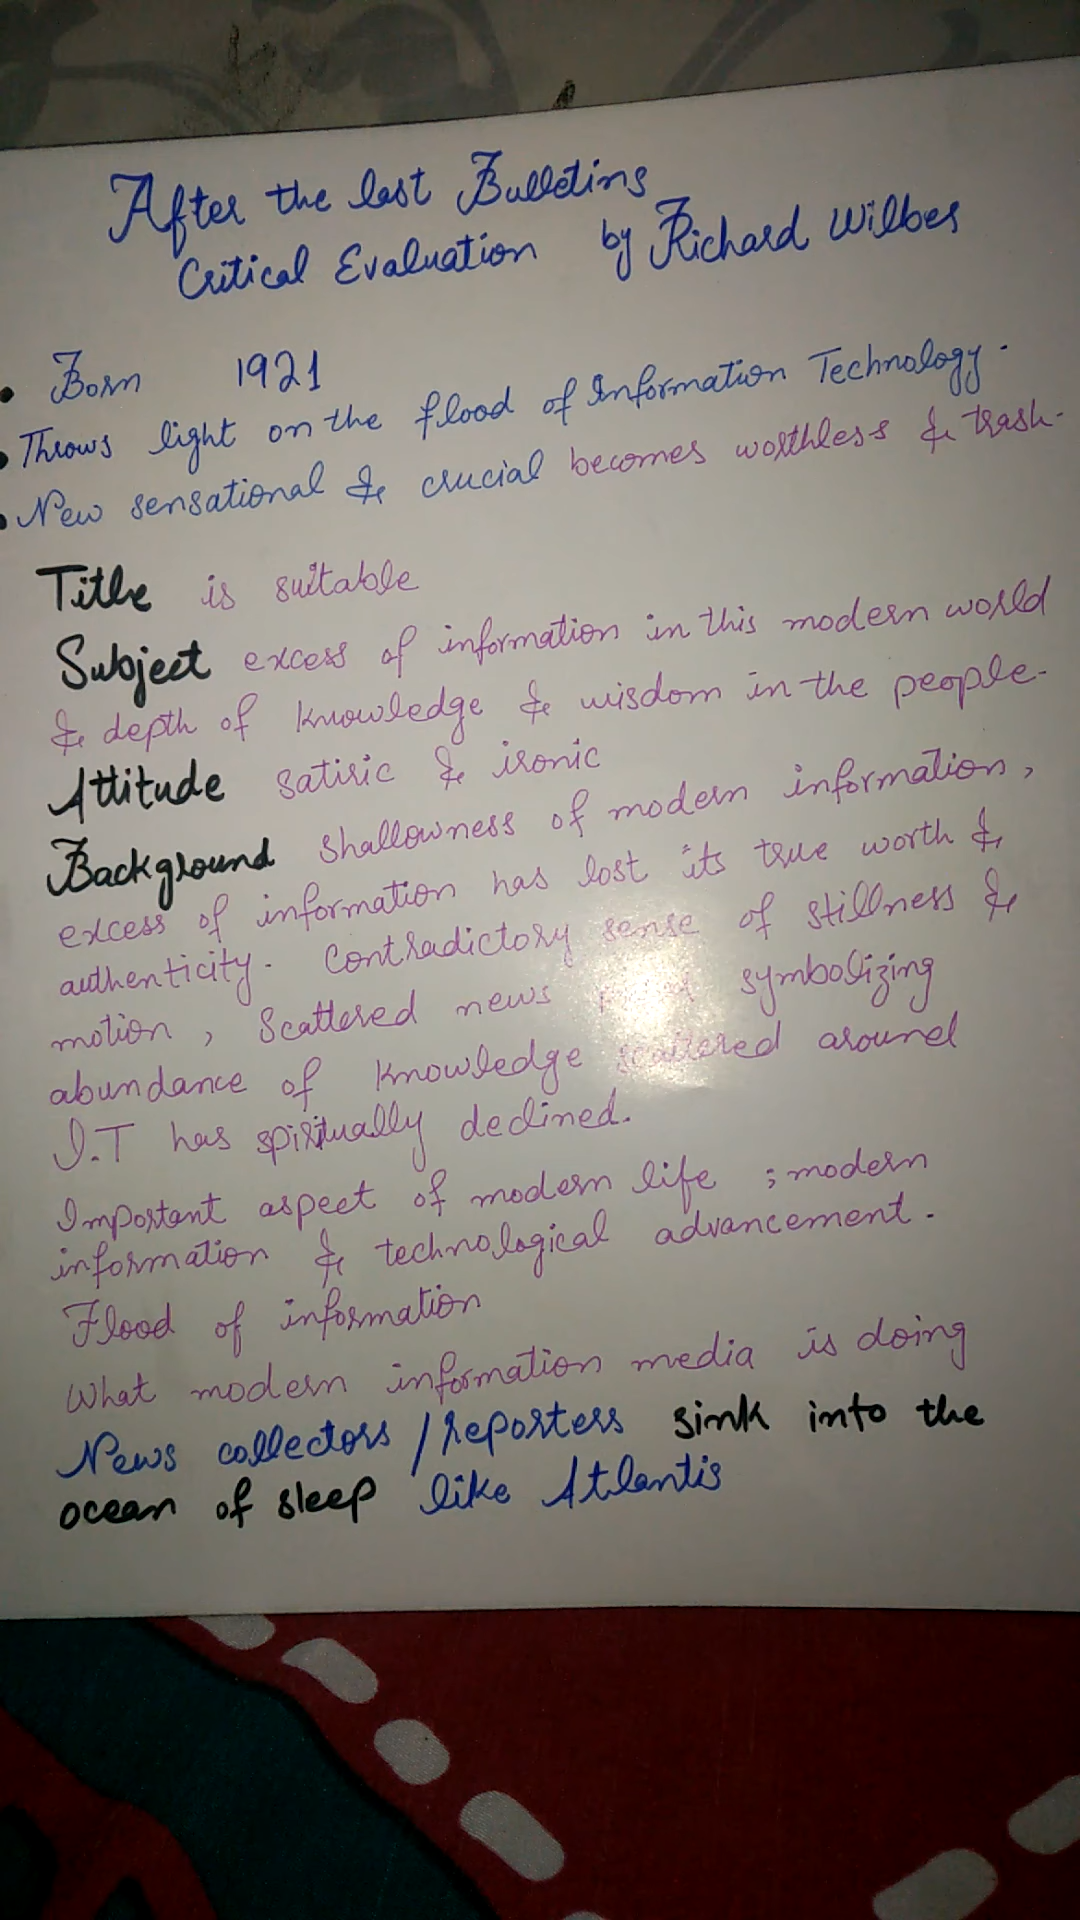 After the last Bulletins
Critical Evaluation by Richard Wilber
• Born 1921
• Throws light on the flood of Information Technology.
• New sensational & crucial becomes worthless & trash.
Title is suitable
Subject excess of information in this modern world
& depth of knowledge & wisdom in the people.
Attitude satiric & ironic
Background shallowness of modern information,
excess of information has lost its true worth &
authenticity. Contradictory sense of stillness &
motion, Scattered news symbolizing
abundance of knowledge scattered around
I.T has spiritually declined.
Important aspect of modern life ; modern
information & technological advancement.
Flood of information
What modern information media is doing
News collectors / reporters sink into the
ocean of sleep like Atlantis